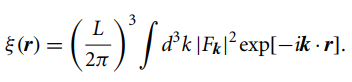 ξ(r) = (L/2π)³ ∫ d³k |F_k|² exp[−ik · r].